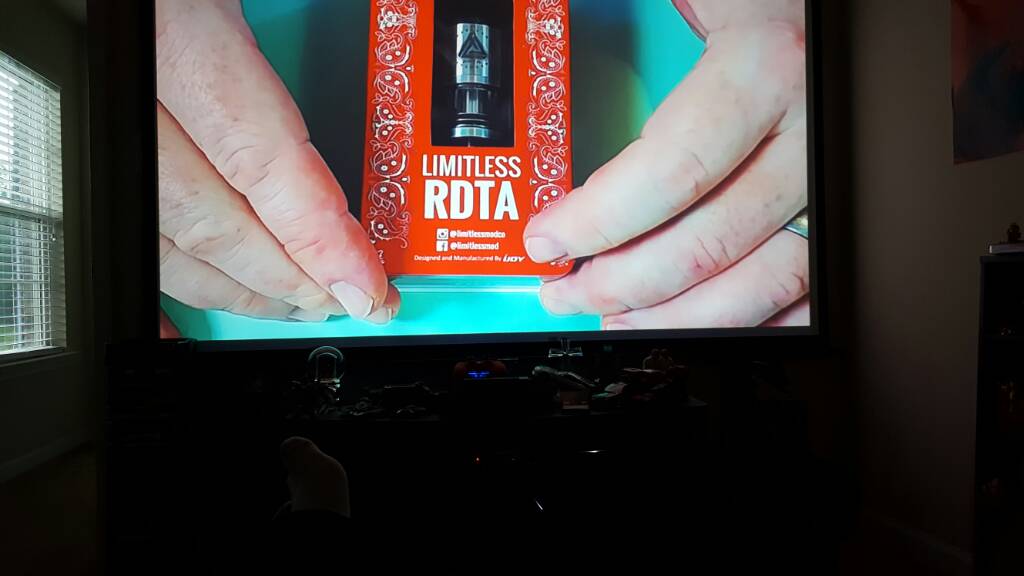 LIMITLESS
RDTA
@limitlessmodco
@limitlessmod
Designed and Manufactured By IJOY